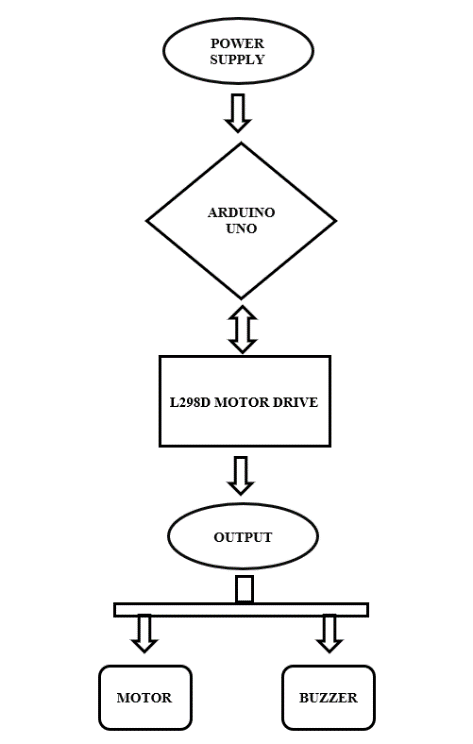 POWER
SUPPLY
ARDUINO
UNO
L298D MOTOR DRIVE
OUTPUT
MOTOR
BUZZER